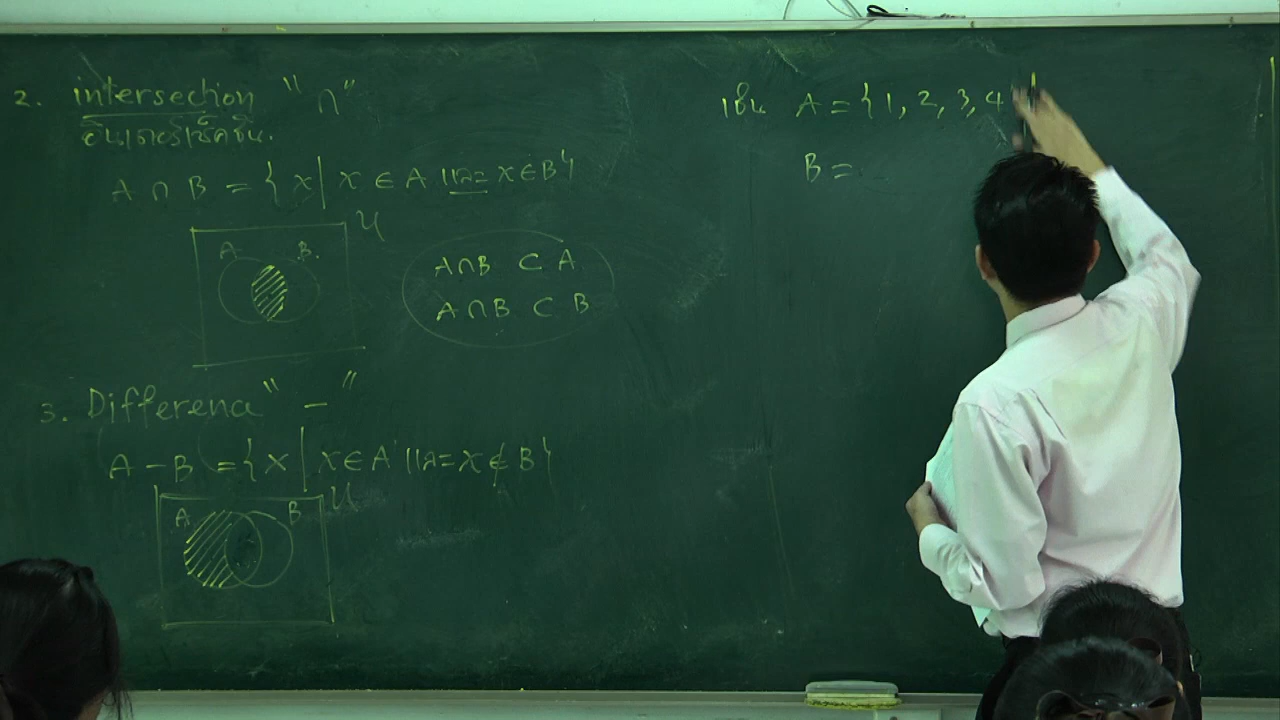 2. intersection "∩"
อินเตอร์เซคชัน.
A ∩ B = {x| x ∈ A และ x ∈ B}
U
A B.
A∩B ⊂ A
A∩B ⊂ B
3. Differena "-"
A - B = {x| x ∈ A และ x ∉ B}
U
A B
เช่น A = {1, 2, 3, 4
B =